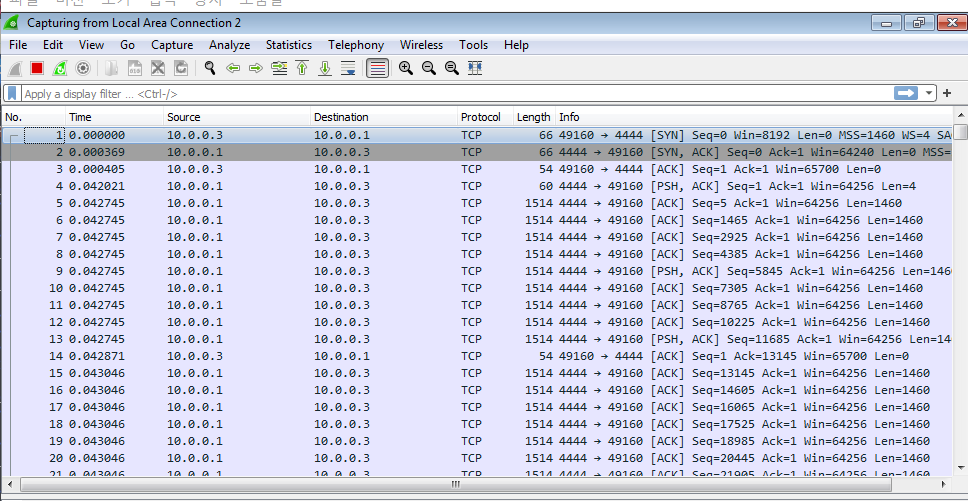 Capturing from Local Area Connection 2
File Edit View Go Capture Analyze Statistics Telephony Wireless Tools Help
Apply a display filter ... <Ctrl-/>
No. Time Source Destination Protocol Length Info
1 0.000000 10.0.0.3 10.0.0.1 TCP 66 49160 → 4444 [SYN] Seq=0 Win=8192 Len=0 MSS=1460 WS=4 SA
2 0.000369 10.0.0.1 10.0.0.3 TCP 66 4444 → 49160 [SYN, ACK] Seq=0 Ack=1 Win=64240 Len=0 MSS=
3 0.000405 10.0.0.3 10.0.0.1 TCP 54 49160 → 4444 [ACK] Seq=1 Ack=1 Win=65700 Len=0
4 0.042021 10.0.0.1 10.0.0.3 TCP 60 4444 → 49160 [PSH, ACK] Seq=1 Ack=1 Win=64256 Len=4
5 0.042745 10.0.0.1 10.0.0.3 TCP 1514 4444 → 49160 [ACK] Seq=5 Ack=1 Win=64256 Len=1460
6 0.042745 10.0.0.1 10.0.0.3 TCP 1514 4444 → 49160 [ACK] Seq=1465 Ack=1 Win=64256 Len=1460
7 0.042745 10.0.0.1 10.0.0.3 TCP 1514 4444 → 49160 [ACK] Seq=2925 Ack=1 Win=64256 Len=1460
8 0.042745 10.0.0.1 10.0.0.3 TCP 1514 4444 → 49160 [ACK] Seq=4385 Ack=1 Win=64256 Len=1460
9 0.042745 10.0.0.1 10.0.0.3 TCP 1514 4444 → 49160 [PSH, ACK] Seq=5845 Ack=1 Win=64256 Len=146
10 0.042745 10.0.0.1 10.0.0.3 TCP 1514 4444 → 49160 [ACK] Seq=7305 Ack=1 Win=64256 Len=1460
11 0.042745 10.0.0.1 10.0.0.3 TCP 1514 4444 → 49160 [ACK] Seq=8765 Ack=1 Win=64256 Len=1460
12 0.042745 10.0.0.1 10.0.0.3 TCP 1514 4444 → 49160 [ACK] Seq=10225 Ack=1 Win=64256 Len=1460
13 0.042745 10.0.0.1 10.0.0.3 TCP 1514 4444 → 49160 [PSH, ACK] Seq=11685 Ack=1 Win=64256 Len=14
14 0.042871 10.0.0.3 10.0.0.1 TCP 54 49160 → 4444 [ACK] Seq=1 Ack=13145 Win=65700 Len=0
15 0.043046 10.0.0.1 10.0.0.3 TCP 1514 4444 → 49160 [ACK] Seq=13145 Ack=1 Win=64256 Len=1460
16 0.043046 10.0.0.1 10.0.0.3 TCP 1514 4444 → 49160 [ACK] Seq=14605 Ack=1 Win=64256 Len=1460
17 0.043046 10.0.0.1 10.0.0.3 TCP 1514 4444 → 49160 [ACK] Seq=16065 Ack=1 Win=64256 Len=1460
18 0.043046 10.0.0.1 10.0.0.3 TCP 1514 4444 → 49160 [ACK] Seq=17525 Ack=1 Win=64256 Len=1460
19 0.043046 10.0.0.1 10.0.0.3 TCP 1514 4444 → 49160 [ACK] Seq=18985 Ack=1 Win=64256 Len=1460
20 0.043046 10.0.0.1 10.0.0.3 TCP 1514 4444 → 49160 [ACK] Seq=20445 Ack=1 Win=64256 Len=1460
21 0.043046 10.0.0.1 10.0.0.3 TCP 1514 4444 → 49160 [ACK] Seq=21905 Ack=1 Win=64256 Len=1460